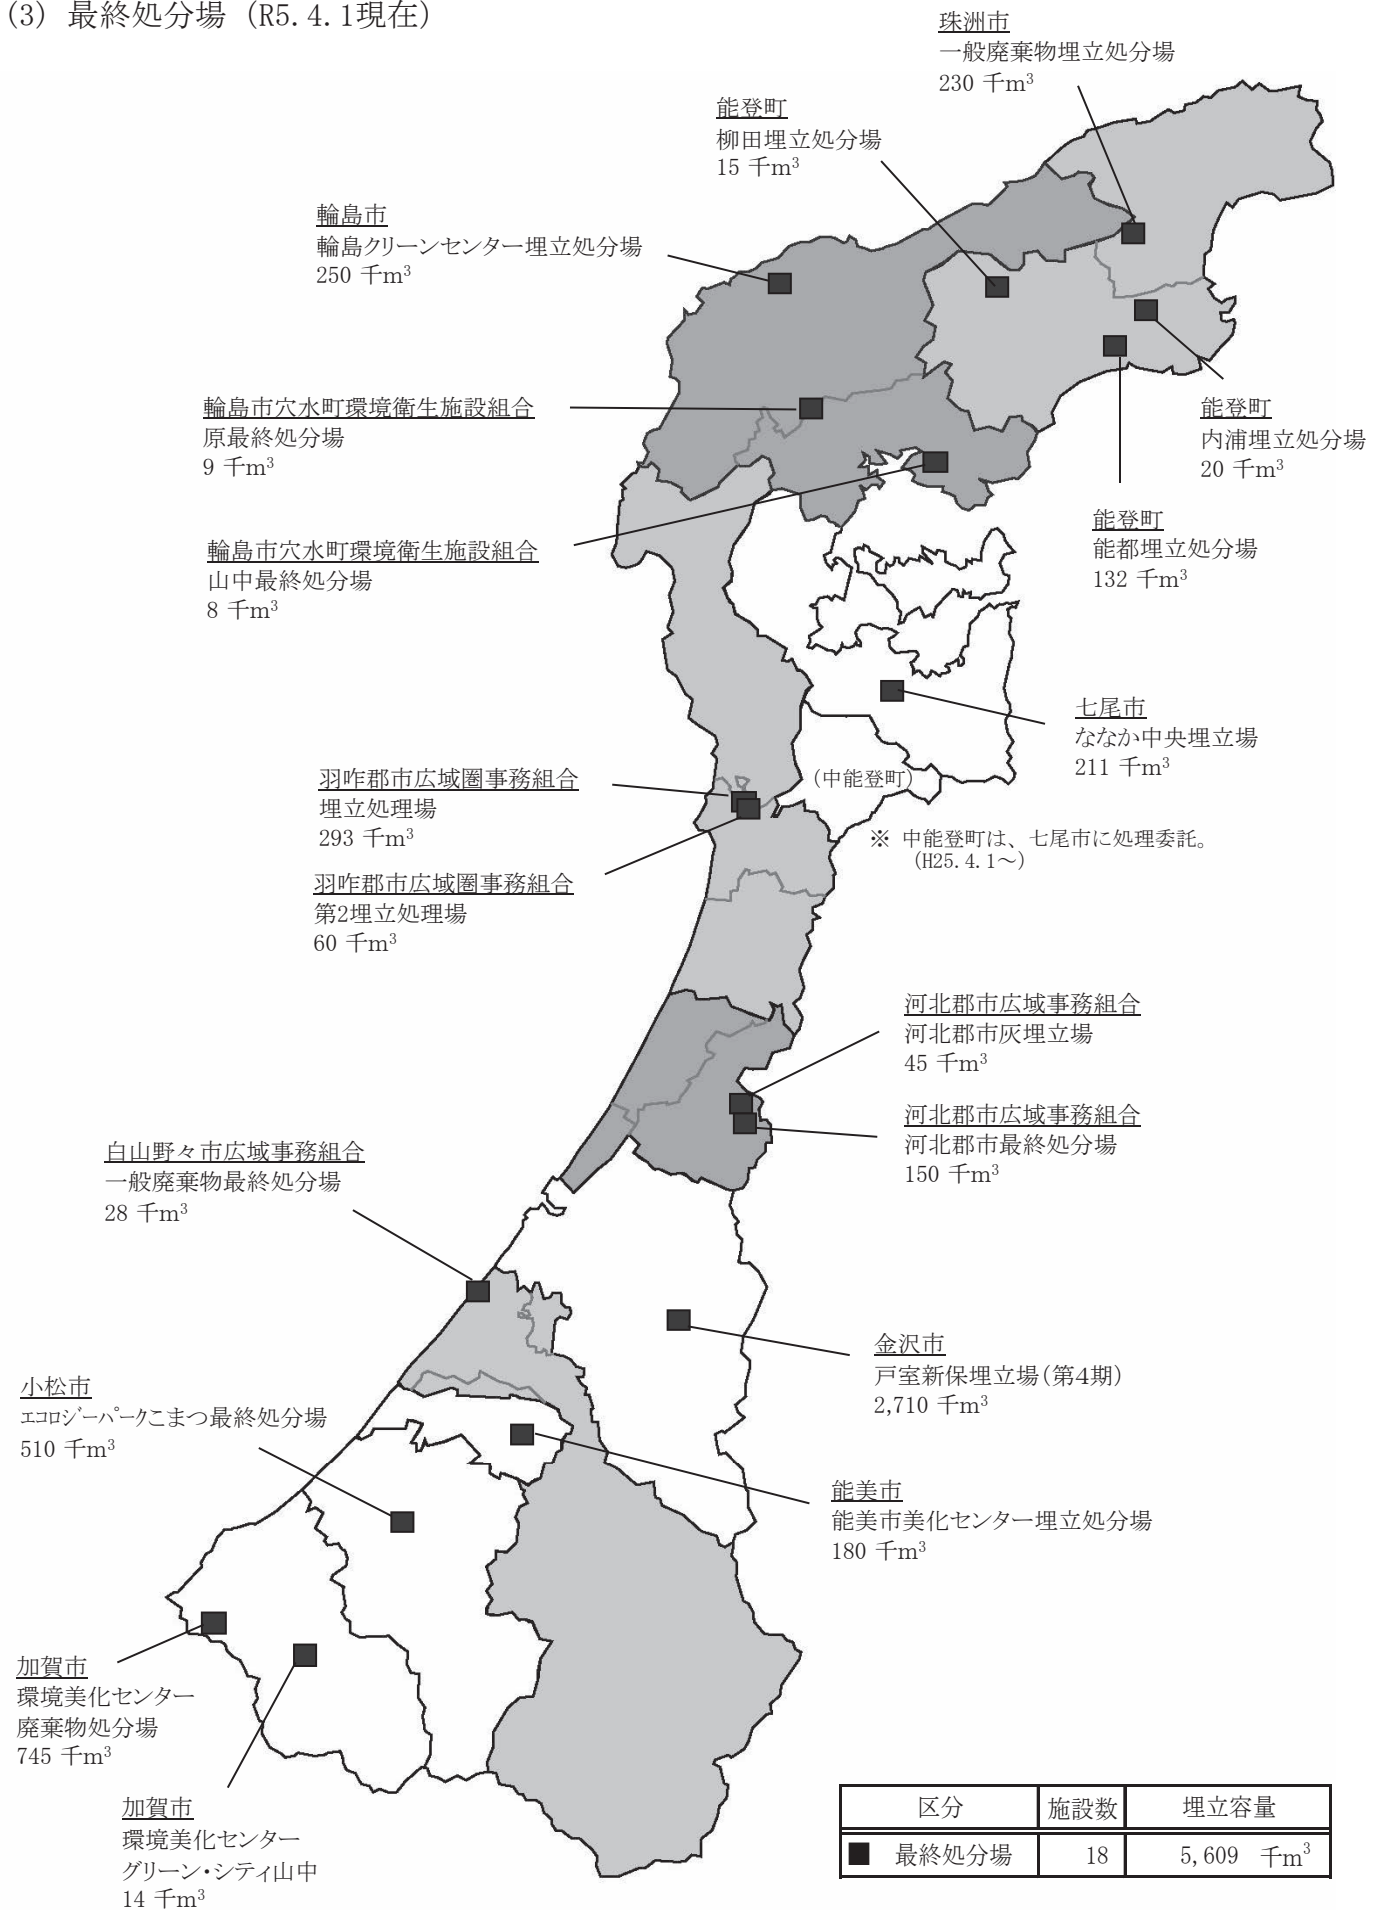 (3) 最終処分場 (R5.4.1現在)
珠洲市
一般廃棄物埋立処分場
230 千m³
能登町
柳田埋立処分場
15 千m³
輪島市
輪島クリーンセンター埋立処分場
250 千m³
輪島市穴水町環境衛生施設組合
原最終処分場
9 千m³
能登町
内浦埋立処分場
20 千m³
能登町
能都埋立処分場
132 千m³
輪島市穴水町環境衛生施設組合
山中最終処分場
8 千m³
七尾市
ななか中央埋立場
211 千m³
(中能登町)
羽咋郡市広域圏事務組合
埋立処理場
293 千m³
※ 中能登町は、七尾市に処理委託。
(H25.4.1～)
羽咋郡市広域圏事務組合
第2埋立処理場
60 千m³
河北郡市広域事務組合
河北郡市灰埋立場
45 千m³
河北郡市広域事務組合
河北郡市最終処分場
150 千m³
白山野々市広域事務組合
一般廃棄物最終処分場
28 千m³
金沢市
戸室新保埋立場(第4期)
2,710 千m³
小松市
エコロジーパークこまつ最終処分場
510 千m³
能美市
能美市美化センター埋立処分場
180 千m³
加賀市
環境美化センター
廃棄物処分場
745 千m³
加賀市
環境美化センター
グリーン・シティ山中
14 千m³
区分 施設数 埋立容量
■ 最終処分場 18 5,609 千m³